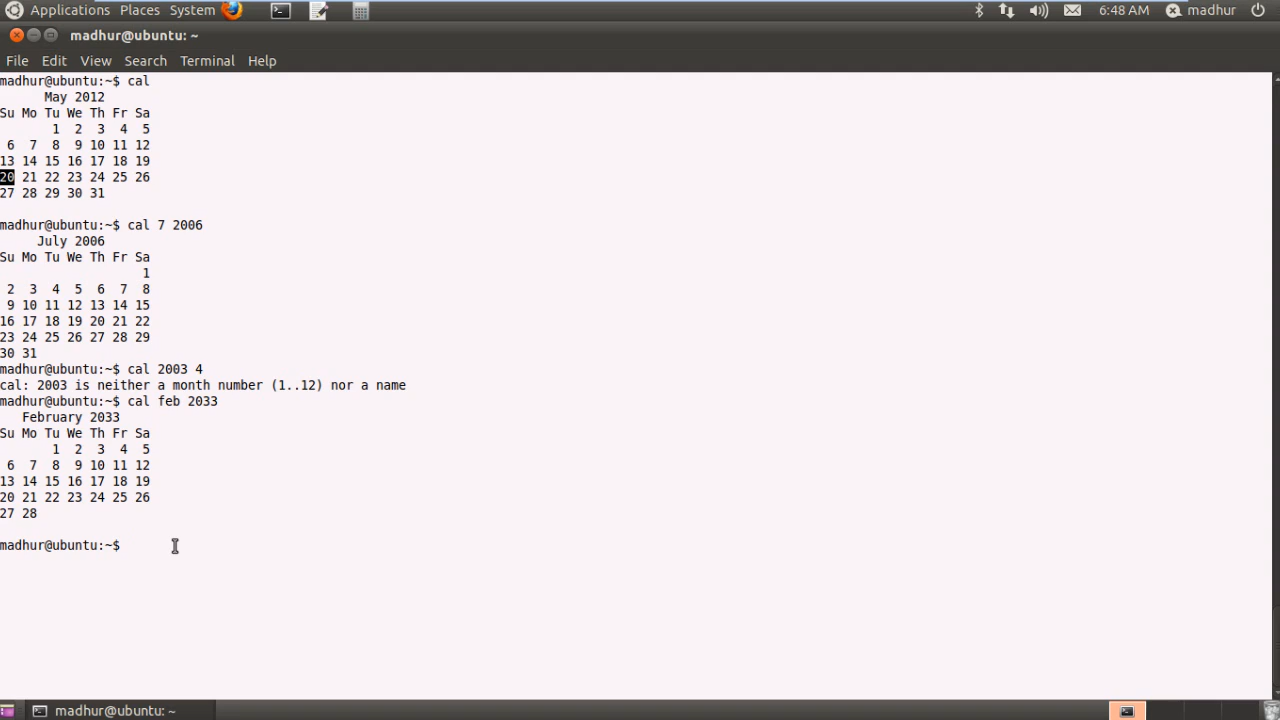 Applications Places System 6:48 AM madhur
madhur@ubuntu: ~
File Edit View Search Terminal Help
madhur@ubuntu:~$ cal
      May 2012
Su Mo Tu We Th Fr Sa
       1  2  3  4  5
 6  7  8  9 10 11 12
13 14 15 16 17 18 19
20 21 22 23 24 25 26
27 28 29 30 31
madhur@ubuntu:~$ cal 7 2006
     July 2006
Su Mo Tu We Th Fr Sa
                   1
 2  3  4  5  6  7  8
 9 10 11 12 13 14 15
16 17 18 19 20 21 22
23 24 25 26 27 28 29
30 31
madhur@ubuntu:~$ cal 2003 4
cal: 2003 is neither a month number (1..12) nor a name
madhur@ubuntu:~$ cal feb 2033
   February 2033
Su Mo Tu We Th Fr Sa
       1  2  3  4  5
 6  7  8  9 10 11 12
13 14 15 16 17 18 19
20 21 22 23 24 25 26
27 28
madhur@ubuntu:~$
madhur@ubuntu: ~